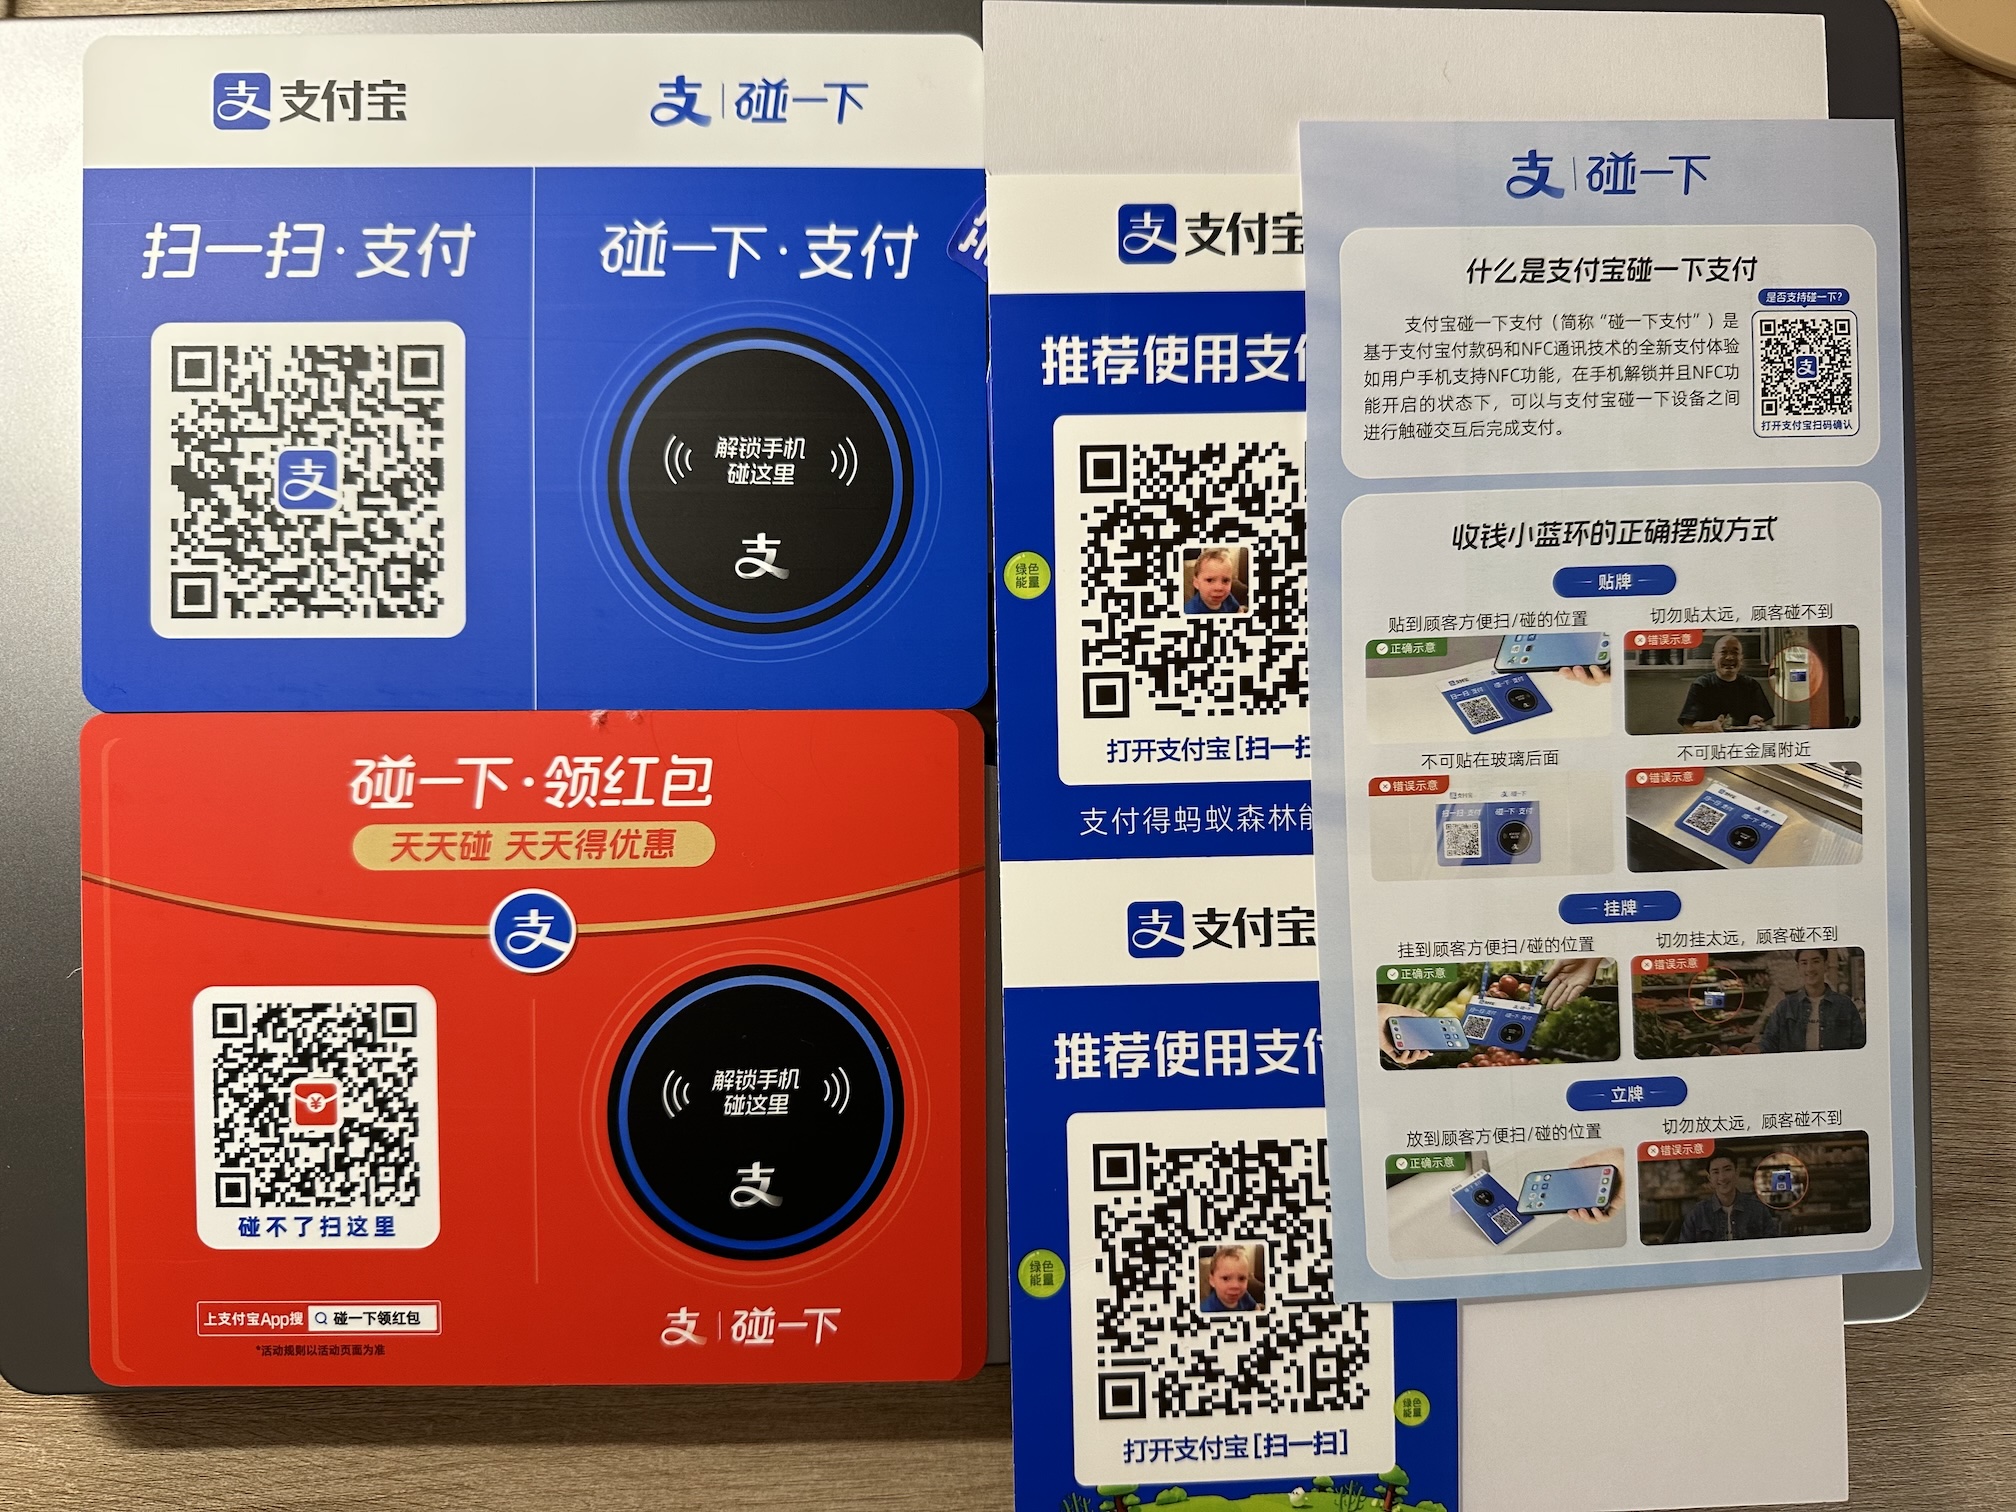 支付宝
支 | 碰一下
扫一扫·支付
碰一下·支付
解锁手机
碰这里
碰一下·领红包
天天碰 天天得优惠
碰不了扫这里
上支付宝App搜 碰一下领红包
*活动规则以活动页面为准
解锁手机
碰这里
支 | 碰一下
支付宝
推荐使用支付
绿色
能量
打开支付宝[扫一扫
支付得蚂蚁森林能
支付宝
推荐使用支付
绿色
能量
绿色
能量
打开支付宝[扫一扫]
支 | 碰一下
什么是支付宝碰一下支付
支付宝碰一下支付（简称“碰一下支付”）是
基于支付宝付款码和NFC通讯技术的全新支付体验
如用户手机支持NFC功能，在手机解锁并且NFC功
能开启的状态下，可以与支付宝碰一下设备之间
进行触碰交互后完成支付。
是否支持碰一下?
打开支付宝扫码确认
收钱小蓝环的正确摆放方式
贴牌
贴到顾客方便扫/碰的位置
正确示意
切勿贴太远，顾客碰不到
错误示意
不可贴在玻璃后面
错误示意
不可贴在金属附近
错误示意
挂牌
挂到顾客方便扫/碰的位置
正确示意
切勿挂太远，顾客碰不到
错误示意
立牌
放到顾客方便扫/碰的位置
正确示意
切勿放太远，顾客碰不到
错误示意